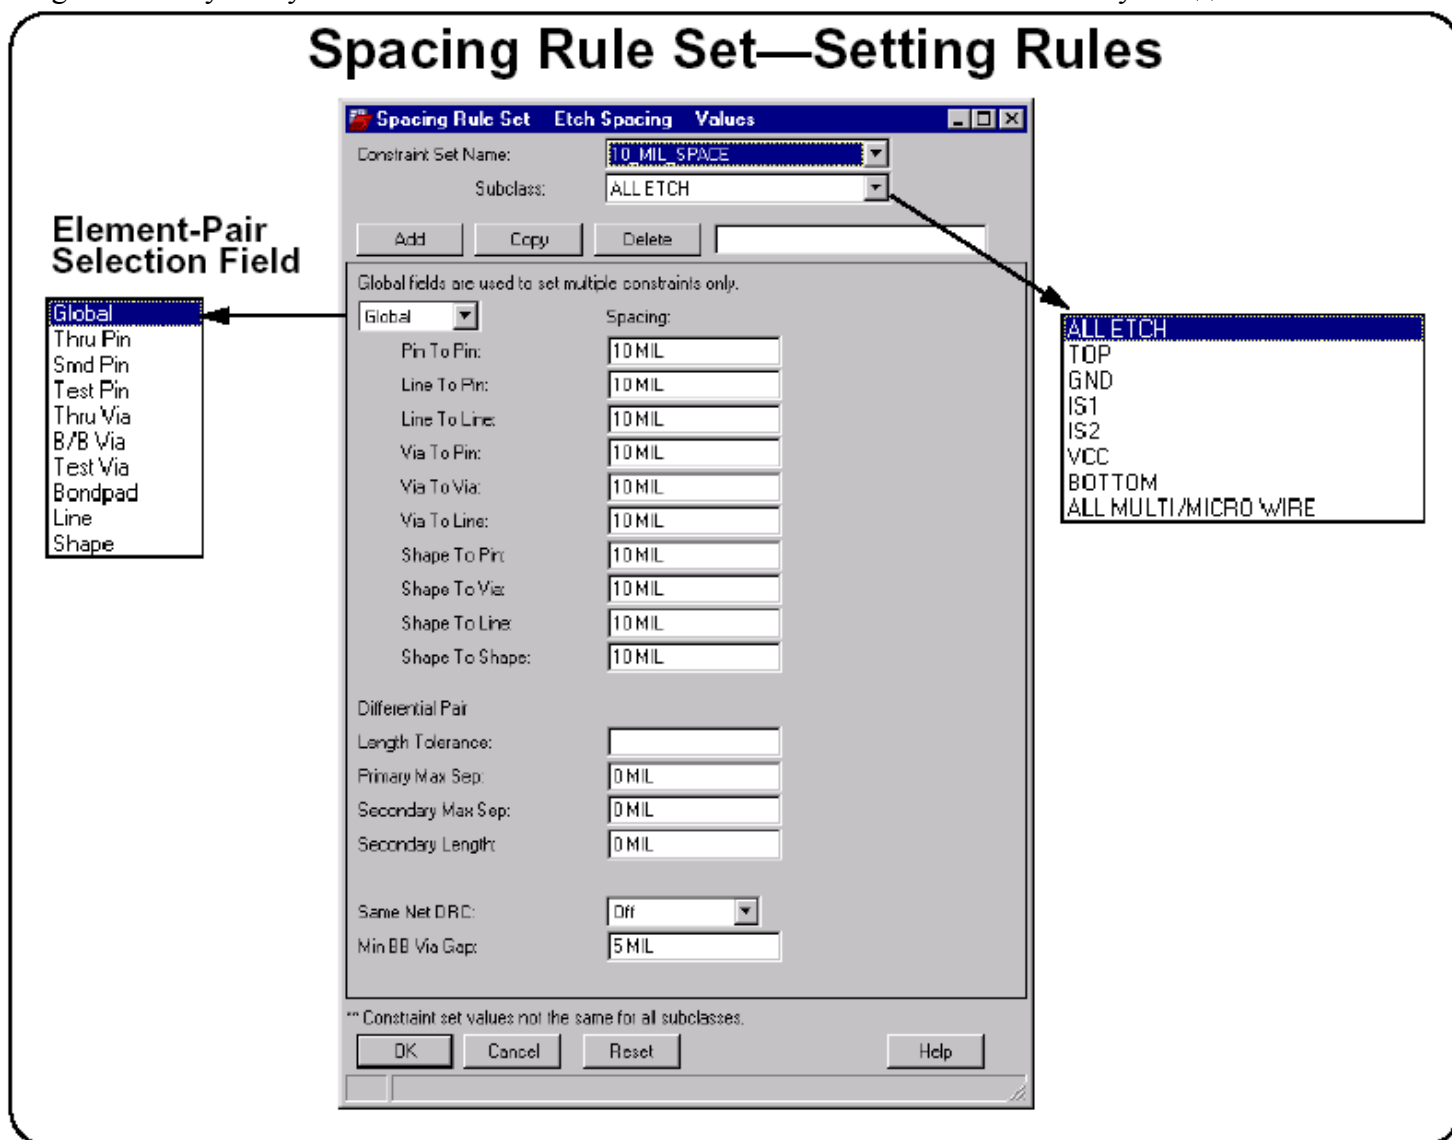 Spacing Rule Set—Setting Rules
Spacing Rule Set Etch Spacing Values
Constraint Set Name: 10_MIL_SPACE
Subclass: ALL ETCH
Add Copy Delete
Element-Pair
Selection Field
Global fields are used to set multiple constraints only.
Global Spacing:
Pin To Pin: 10 MIL
Line To Pin: 10 MIL
Line To Line: 10 MIL
Via To Pin: 10 MIL
Via To Via: 10 MIL
Via To Line: 10 MIL
Shape To Pin: 10 MIL
Shape To Via: 10 MIL
Shape To Line: 10 MIL
Shape To Shape: 10 MIL
Differential Pair
Length Tolerance:
Primary Max Sep: 0 MIL
Secondary Max Sep: 0 MIL
Secondary Length: 0 MIL
Same Net DRC: Off
Min BB Via Gap: 5 MIL
** Constraint set values not the same for all subclasses.
OK Cancel Reset Help
Global
Thru Pin
Smd Pin
Test Pin
Thru Via
B/B Via
Test Via
Bondpad
Line
Shape
ALL ETCH
TOP
GND
IS1
IS2
VCC
BOTTOM
ALL MULTI/MICRO WIRE